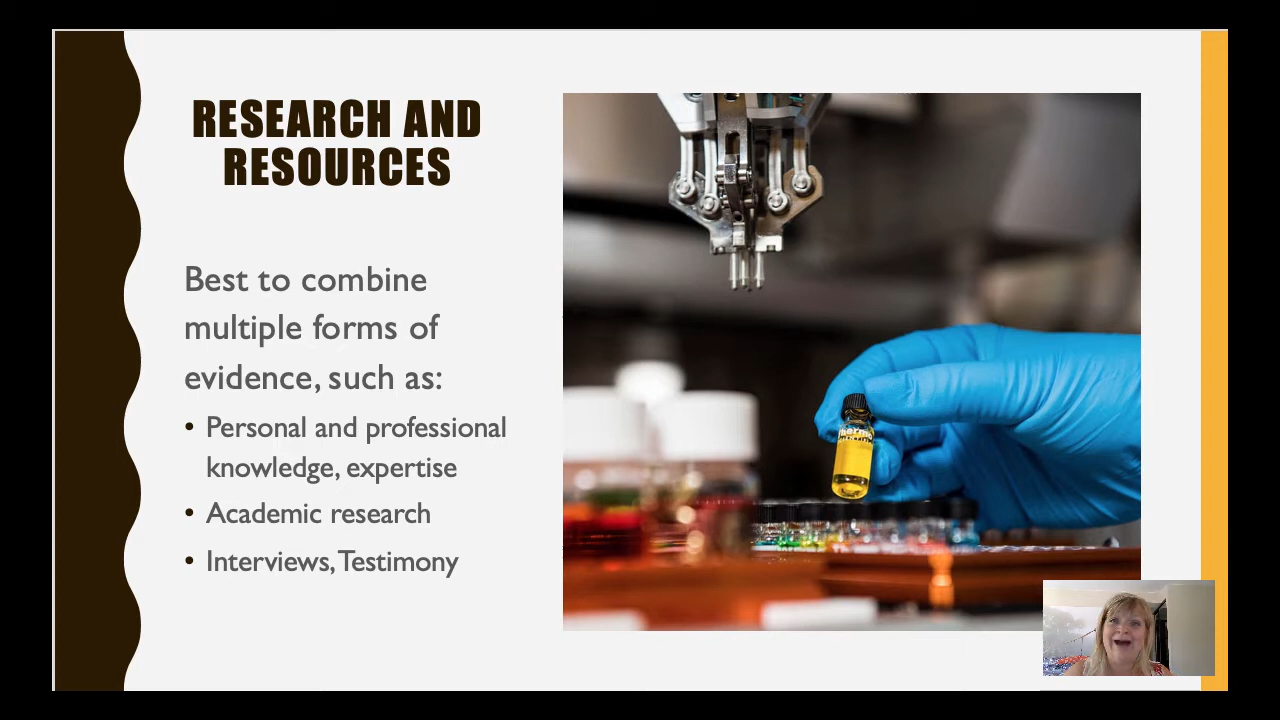 RESEARCH AND
RESOURCES
Best to combine
multiple forms of
evidence, such as:
• Personal and professional
knowledge, expertise
• Academic research
• Interviews, Testimony